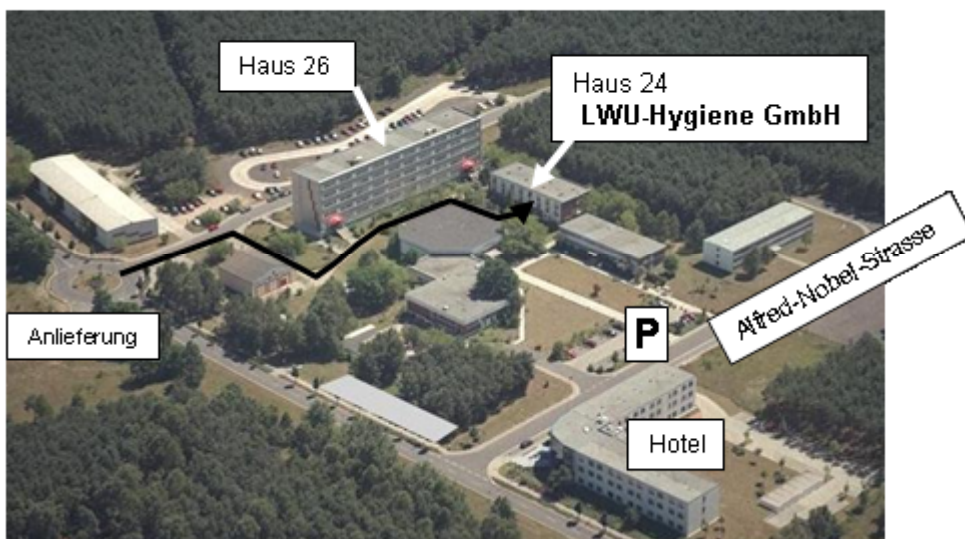 Haus 26
Haus 24
LWU-Hygiene GmbH
Alfred-Nobel-Strasse
Anlieferung
P
Hotel